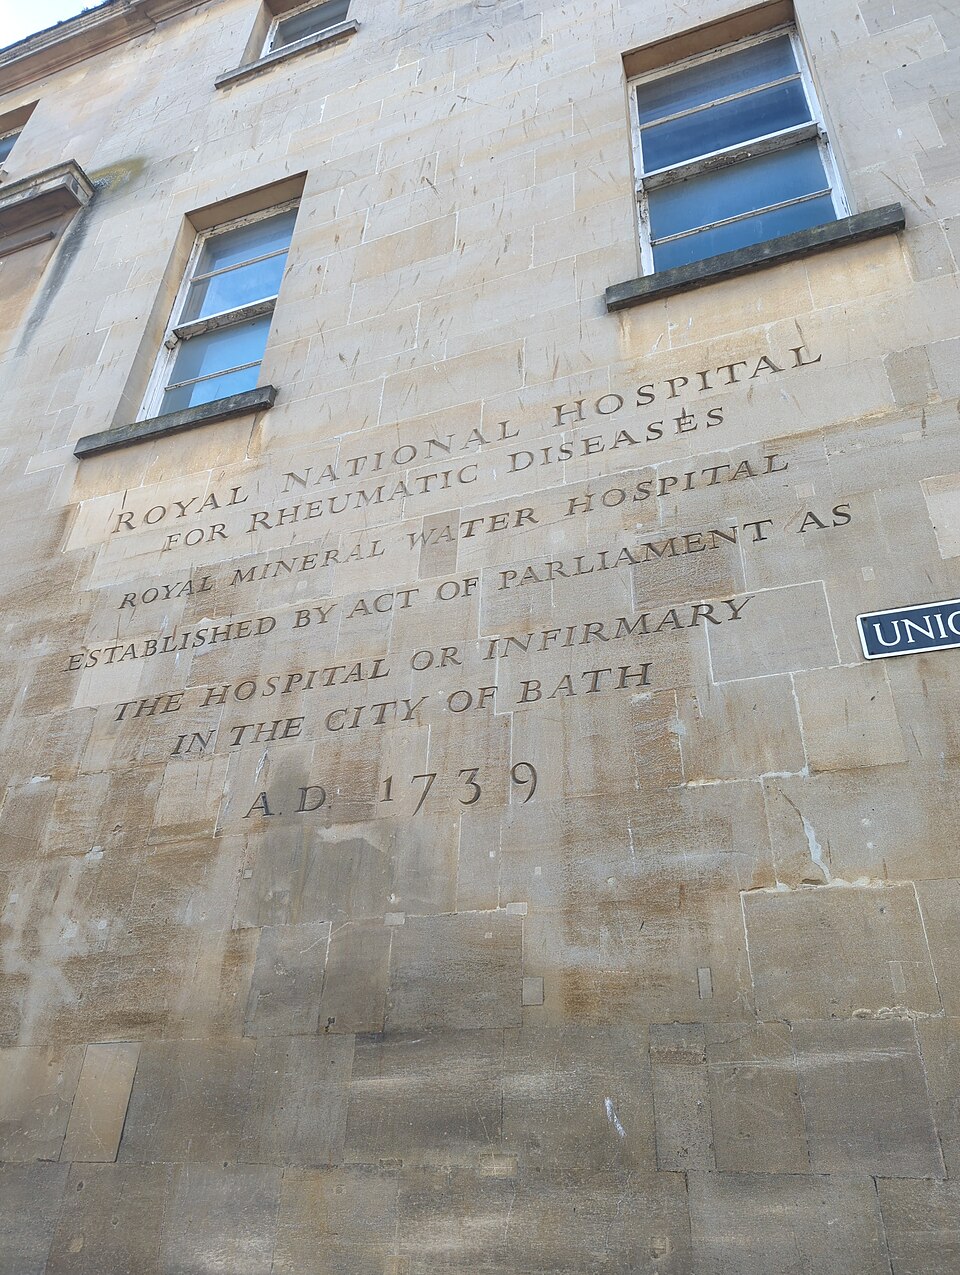 ROYAL NATIONAL HOSPITAL
FOR RHEUMATIC DISEASES
ROYAL MINERAL WATER HOSPITAL
ESTABLISHED BY ACT OF PARLIAMENT AS
THE HOSPITAL OR INFIRMARY
IN THE CITY OF BATH
A.D. 1739